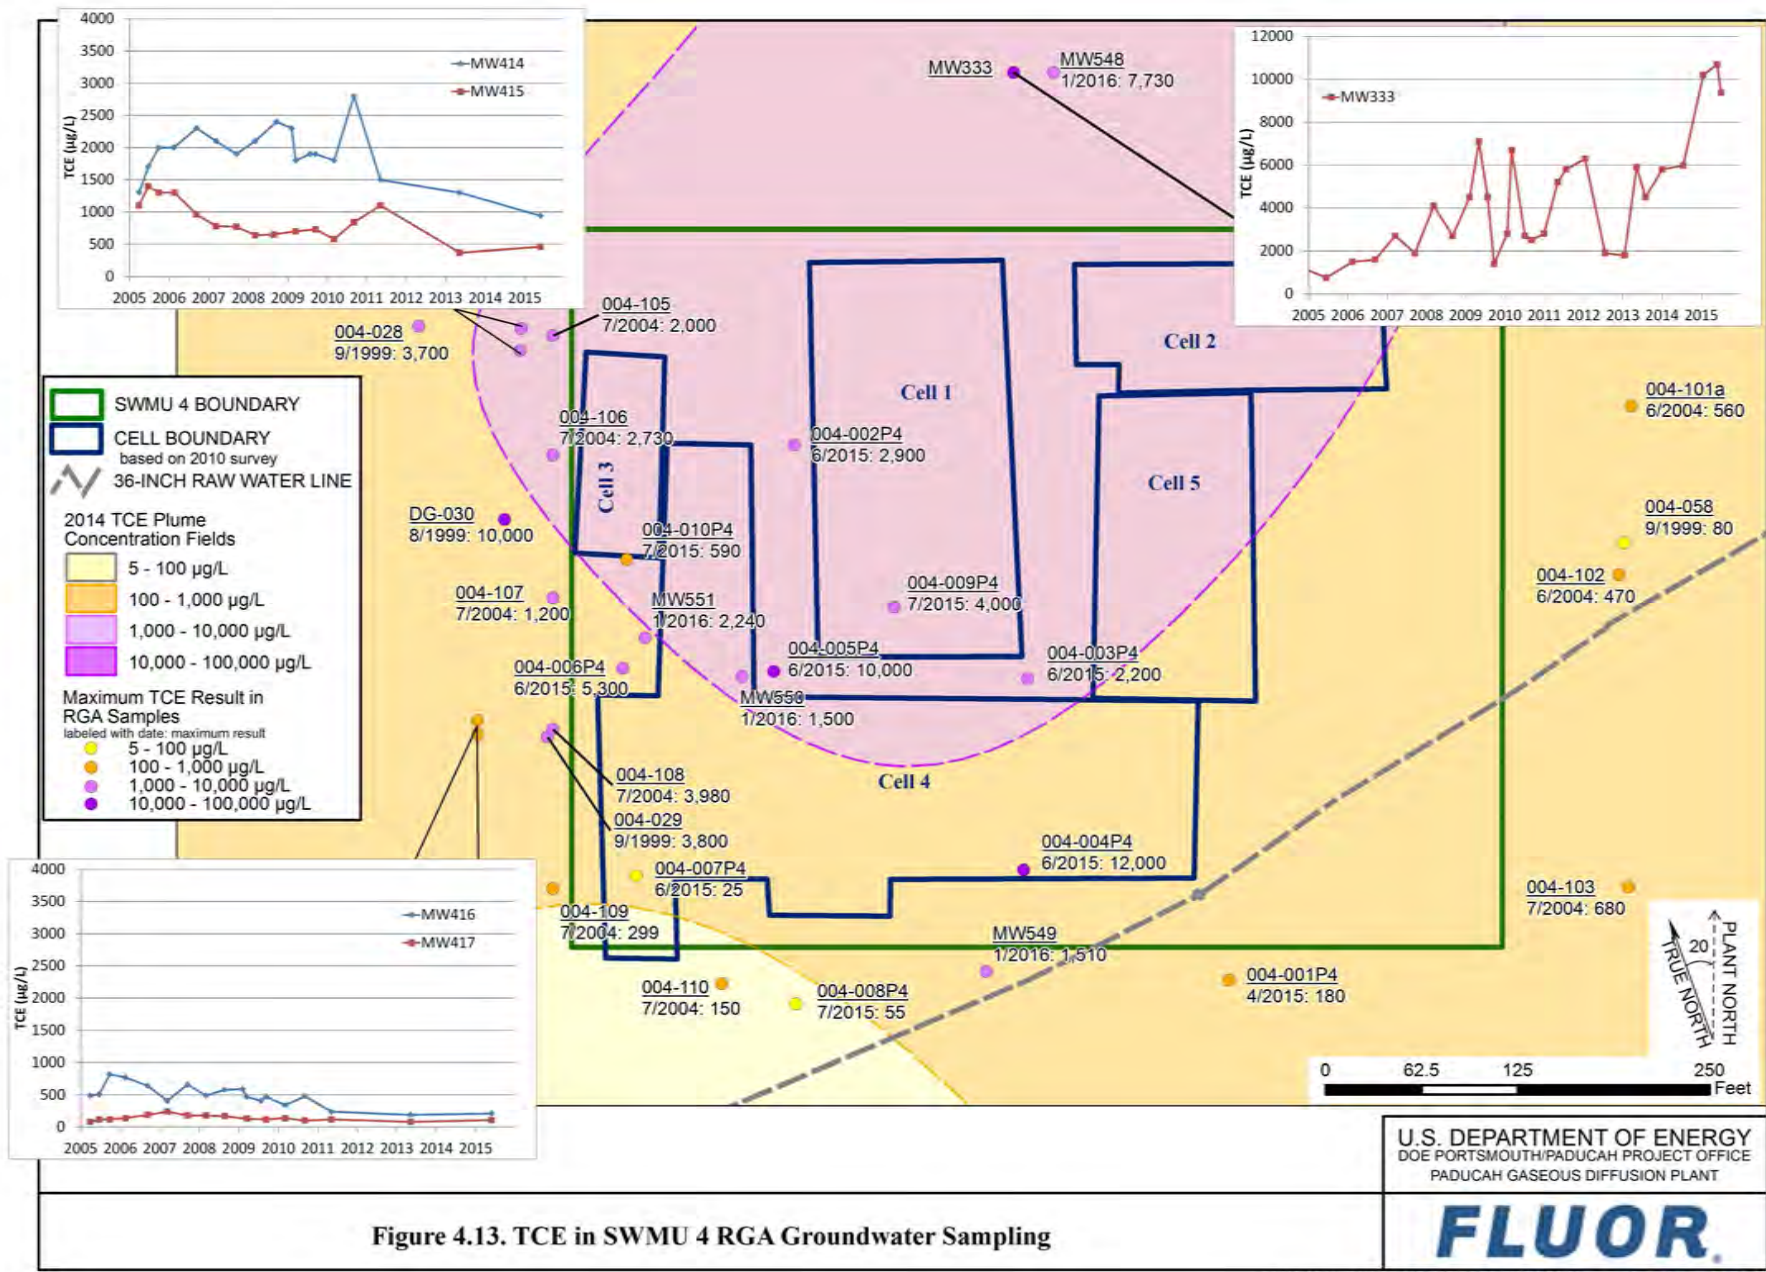 4000
3500
3000
2500
2000
1500
1000
500
0
TCE (µg/L)
MW414
MW415
2005 2006 2007 2008 2009 2010 2011 2012 2013 2014 2015
MW333
MW548
1/2016: 7,730
12000
10000
8000
6000
4000
2000
0
TCE (µg/L)
MW333
2005 2006 2007 2008 2009 2010 2011 2012 2013 2014 2015
004-028
9/1999: 3,700
004-105
7/2004: 2,000
Cell 2
Cell 1
004-101a
6/2004: 560
004-106
7/2004: 2,730
Cell 3
004-002P4
6/2015: 2,900
Cell 5
DG-030
8/1999: 10,000
004-010P4
7/2015: 590
004-058
9/1999: 80
004-102
6/2004: 470
004-107
7/2004: 1,200
MW551
1/2016: 2,240
004-009P4
7/2015: 4,000
004-006P4
6/2015: 5,300
004-005P4
6/2015: 10,000
004-003P4
6/2015: 2,200
MW550
1/2016: 1,500
Cell 4
004-108
7/2004: 3,980
004-029
9/1999: 3,800
004-004P4
6/2015: 12,000
004-007P4
6/2015: 25
004-103
7/2004: 680
004-109
7/2004: 299
MW549
1/2016: 1,510
004-110
7/2004: 150
004-008P4
7/2015: 55
004-001P4
4/2015: 180
SWMU 4 BOUNDARY
CELL BOUNDARY
based on 2010 survey
36-INCH RAW WATER LINE
2014 TCE Plume
Concentration Fields
5 - 100 µg/L
100 - 1,000 µg/L
1,000 - 10,000 µg/L
10,000 - 100,000 µg/L
Maximum TCE Result in
RGA Samples
labeled with date: maximum result
5 - 100 µg/L
100 - 1,000 µg/L
1,000 - 10,000 µg/L
10,000 - 100,000 µg/L
4000
3500
3000
2500
2000
1500
1000
500
0
TCE (µg/L)
MW416
MW417
2005 2006 2007 2008 2009 2010 2011 2012 2013 2014 2015
TRUE NORTH
20
PLANT NORTH
0 62.5 125 250
Feet
U.S. DEPARTMENT OF ENERGY
DOE PORTSMOUTH/PADUCAH PROJECT OFFICE
PADUCAH GASEOUS DIFFUSION PLANT
Figure 4.13. TCE in SWMU 4 RGA Groundwater Sampling
FLUOR.